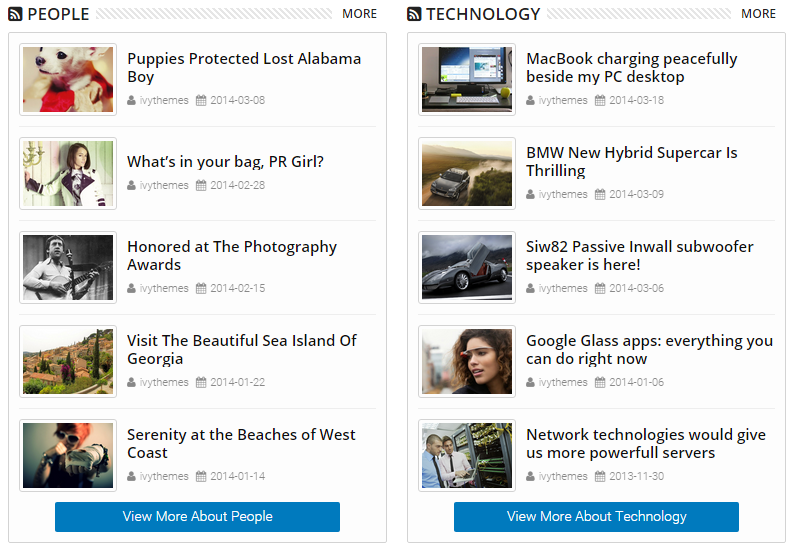 PEOPLE
MORE
Puppies Protected Lost Alabama
Boy
ivythemes 2014-03-08
What's in your bag, PR Girl?
ivythemes 2014-02-28
Honored at The Photography
Awards
ivythemes 2014-02-15
Visit The Beautiful Sea Island Of
Georgia
ivythemes 2014-01-22
Serenity at the Beaches of West
Coast
ivythemes 2014-01-14
View More About People
TECHNOLOGY
MORE
MacBook charging peacefully
beside my PC desktop
ivythemes 2014-03-18
BMW New Hybrid Supercar Is
Thrilling
ivythemes 2014-03-09
Siw82 Passive Inwall subwoofer
speaker is here!
ivythemes 2014-03-06
Google Glass apps: everything you
can do right now
ivythemes 2014-01-06
Network technologies would give
us more powerfull servers
ivythemes 2013-11-30
View More About Technology